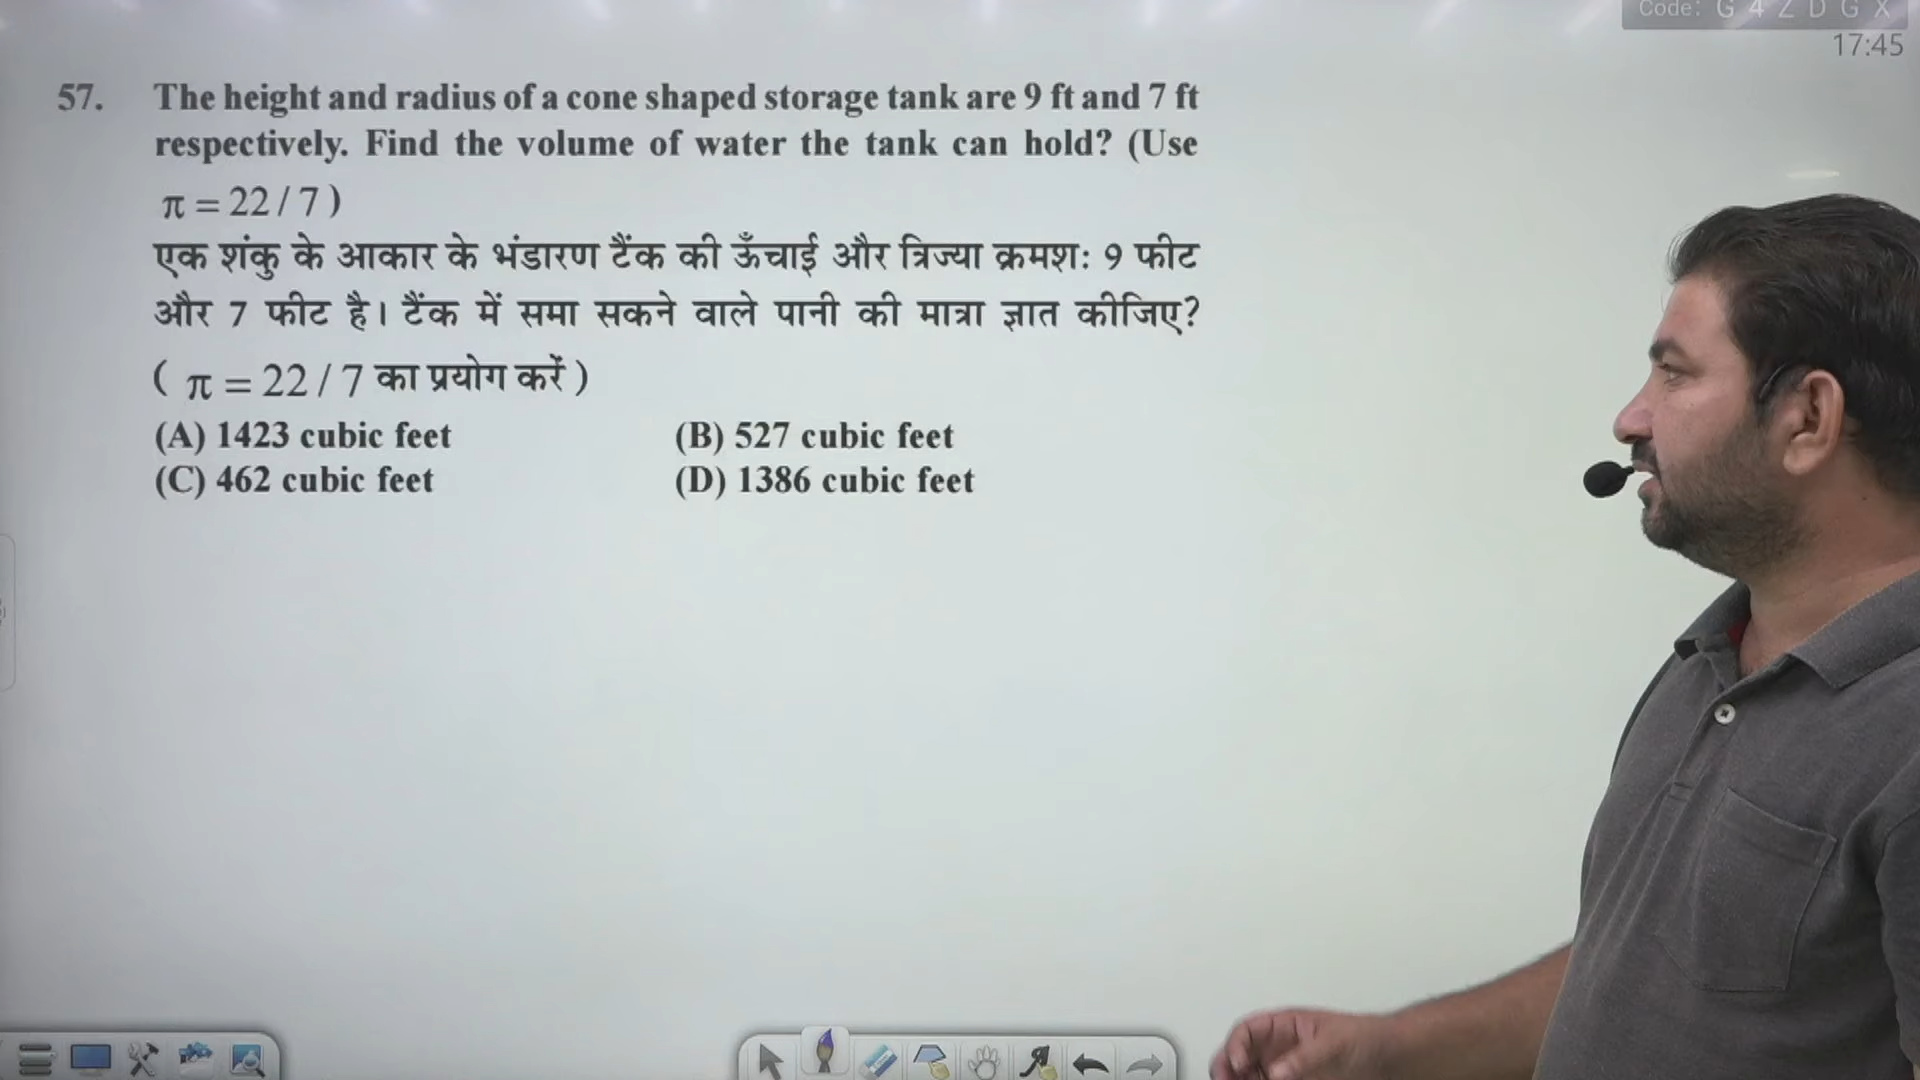 Code: G 4 Z D G X
17:45
57. The height and radius of a cone shaped storage tank are 9 ft and 7 ft
respectively. Find the volume of water the tank can hold? (Use
π = 22 / 7 )
एक शंकु के आकार के भंडारण टैंक की ऊँचाई और त्रिज्या क्रमश: 9 फीट
और 7 फीट है। टैंक में समा सकने वाले पानी की मात्रा ज्ञात कीजिए?
( π = 22 / 7 का प्रयोग करें )
(A) 1423 cubic feet (B) 527 cubic feet
(C) 462 cubic feet (D) 1386 cubic feet